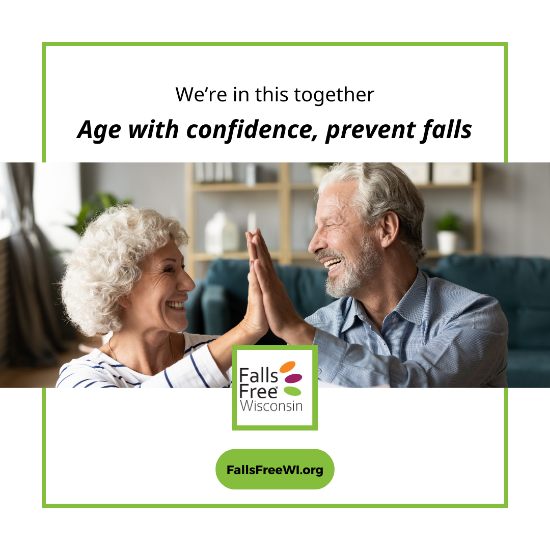 We're in this together
Age with confidence, prevent falls
Falls
Free
Wisconsin
FallsFreeWI.org